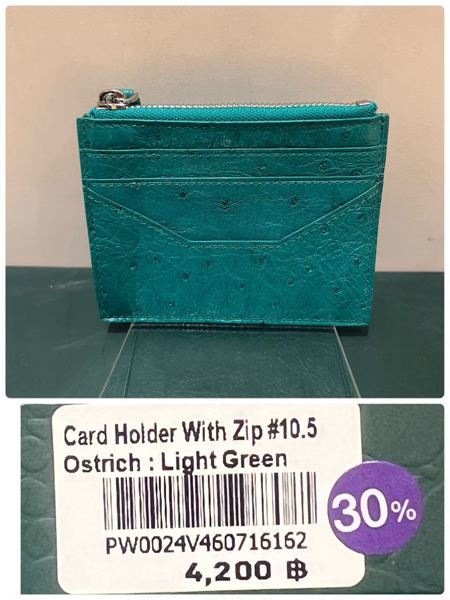 Card Holder With Zip #10.5
Ostrich : Light Green
PW0024V460716162
4,200 ฿
30%